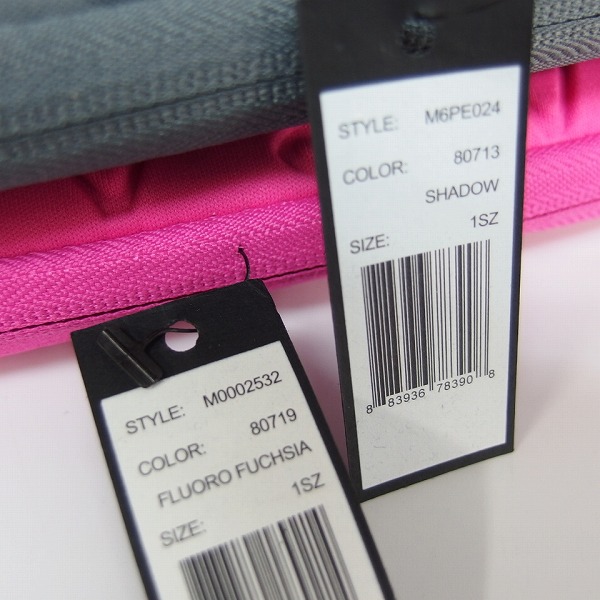 STYLE: M6PE024
COLOR: 80713
SHADOW
SIZE: 1SZ
8 83936 78390 8
STYLE: M0002532
COLOR: 80719
FLUORO FUCHSIA
SIZE: 1SZ